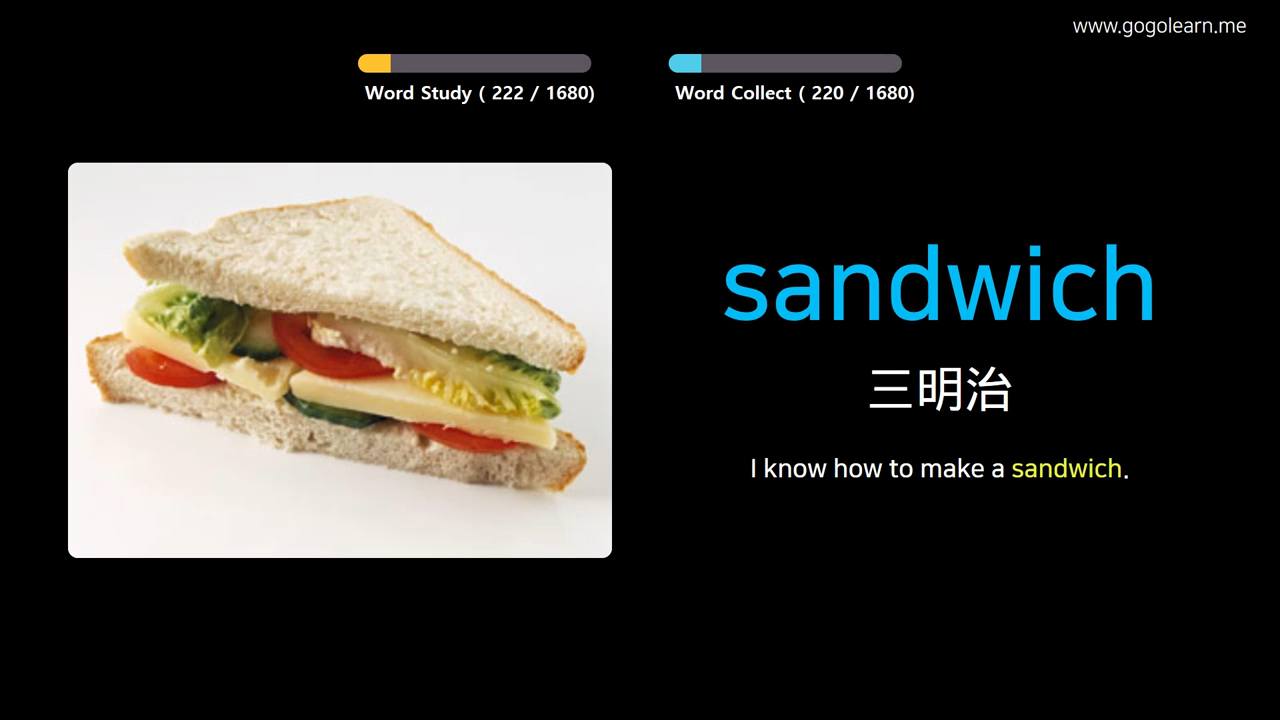 www.gogolearn.me
Word Study ( 222 / 1680)
Word Collect ( 220 / 1680)
sandwich
三明治
I know how to make a sandwich.